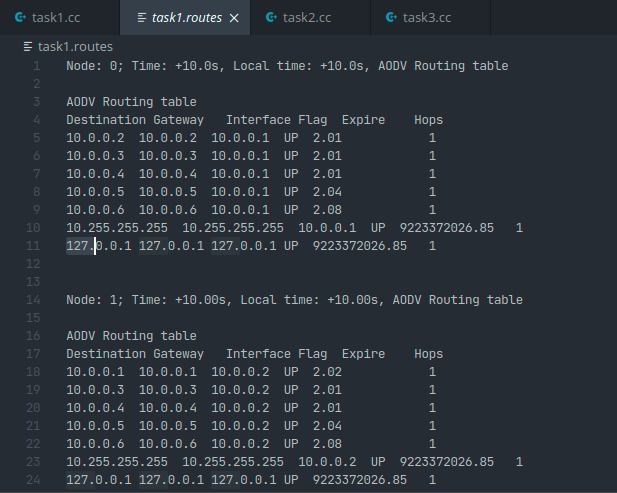 task1.cc task1.routes × task2.cc task3.cc
task1.routes
1 Node: 0; Time: +10.0s, Local time: +10.0s, AODV Routing table
2
3 AODV Routing table
4 Destination Gateway Interface Flag Expire Hops
5 10.0.0.2 10.0.0.2 10.0.0.1 UP 2.01 1
6 10.0.0.3 10.0.0.3 10.0.0.1 UP 2.01 1
7 10.0.0.4 10.0.0.4 10.0.0.1 UP 2.01 1
8 10.0.0.5 10.0.0.5 10.0.0.1 UP 2.04 1
9 10.0.0.6 10.0.0.6 10.0.0.1 UP 2.08 1
10 10.255.255.255 10.255.255.255 10.0.0.1 UP 9223372026.85 1
11 127.0.0.1 127.0.0.1 127.0.0.1 UP 9223372026.85 1
12
13
14 Node: 1; Time: +10.00s, Local time: +10.00s, AODV Routing table
15
16 AODV Routing table
17 Destination Gateway Interface Flag Expire Hops
18 10.0.0.1 10.0.0.1 10.0.0.2 UP 2.02 1
19 10.0.0.3 10.0.0.3 10.0.0.2 UP 2.01 1
20 10.0.0.4 10.0.0.4 10.0.0.2 UP 2.01 1
21 10.0.0.5 10.0.0.5 10.0.0.2 UP 2.04 1
22 10.0.0.6 10.0.0.6 10.0.0.2 UP 2.08 1
23 10.255.255.255 10.255.255.255 10.0.0.2 UP 9223372026.85 1
24 127.0.0.1 127.0.0.1 127.0.0.1 UP 9223372026.85 1